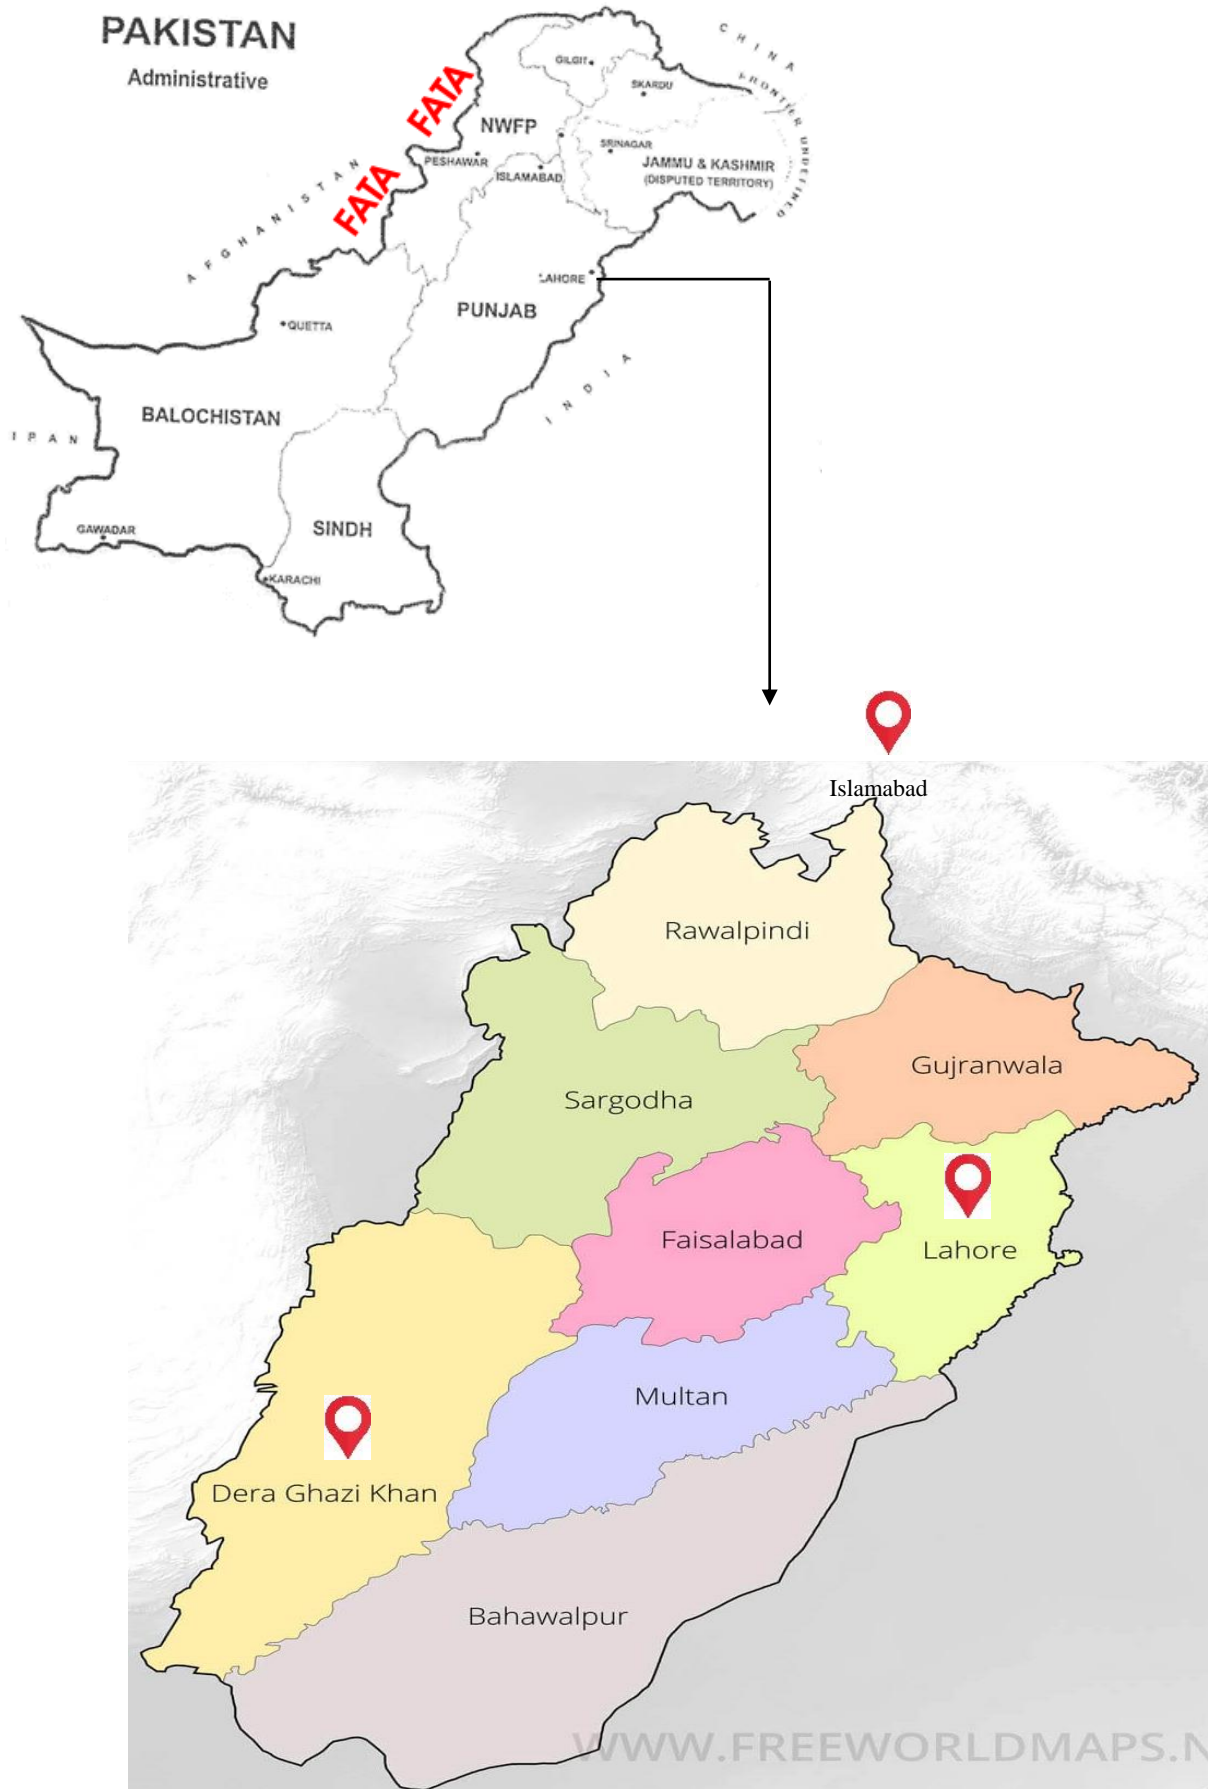 PAKISTAN
Administrative
CHINA
FRONTIER UNDEFINED
GILGIT
SKARDU
FATA
NWFP
SRINAGAR
PESHAWAR
ISLAMABAD
JAMMU & KASHMIR
(DISPUTED TERRITORY)
FATA
AFGHANISTAN
LAHORE
PUNJAB
QUETTA
INDIA
BALOCHISTAN
IPAN
GAWADAR
SINDH
KARACHI
Islamabad
Rawalpindi
Gujranwala
Sargodha
Faisalabad
Lahore
Multan
Dera Ghazi Khan
Bahawalpur
WWW.FREEWORLDMAPS.N